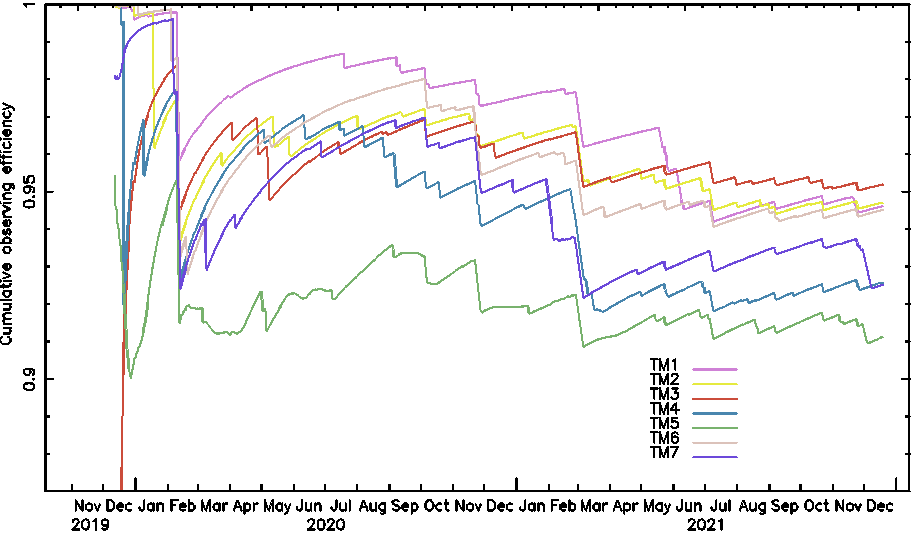 1
0.95
0.9
Cumulative observing efficiency
TM1
TM2
TM3
TM4
TM5
TM6
TM7
Nov Dec Jan Feb Mar Apr May Jun Jul Aug Sep Oct Nov Dec Jan Feb Mar Apr May Jun Jul Aug Sep Oct Nov Dec
2019 2020 2021